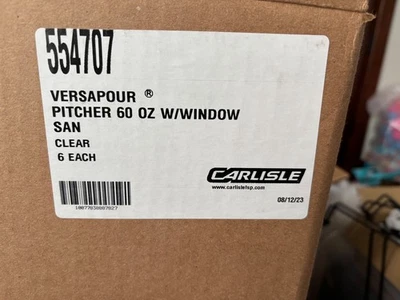 554707
VERSAPOUR ®
PITCHER 60 OZ W/WINDOW
SAN
CLEAR
6 EACH
CARLISLE
www.carlislefsp.com
08/12/23